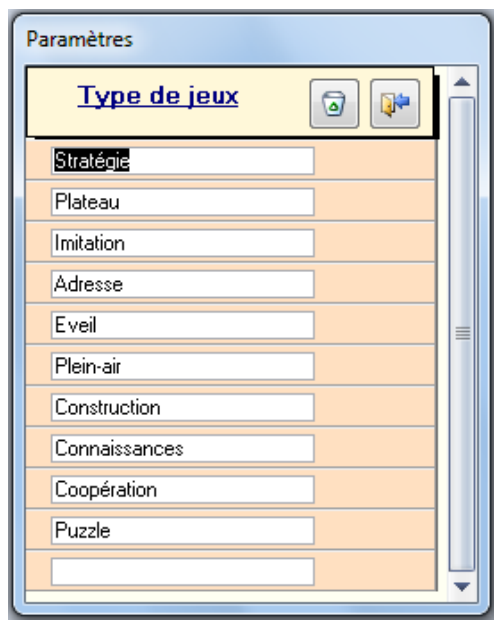 Paramètres
Type de jeux
Stratégie
Plateau
Imitation
Adresse
Eveil
Plein-air
Construction
Connaissances
Coopération
Puzzle